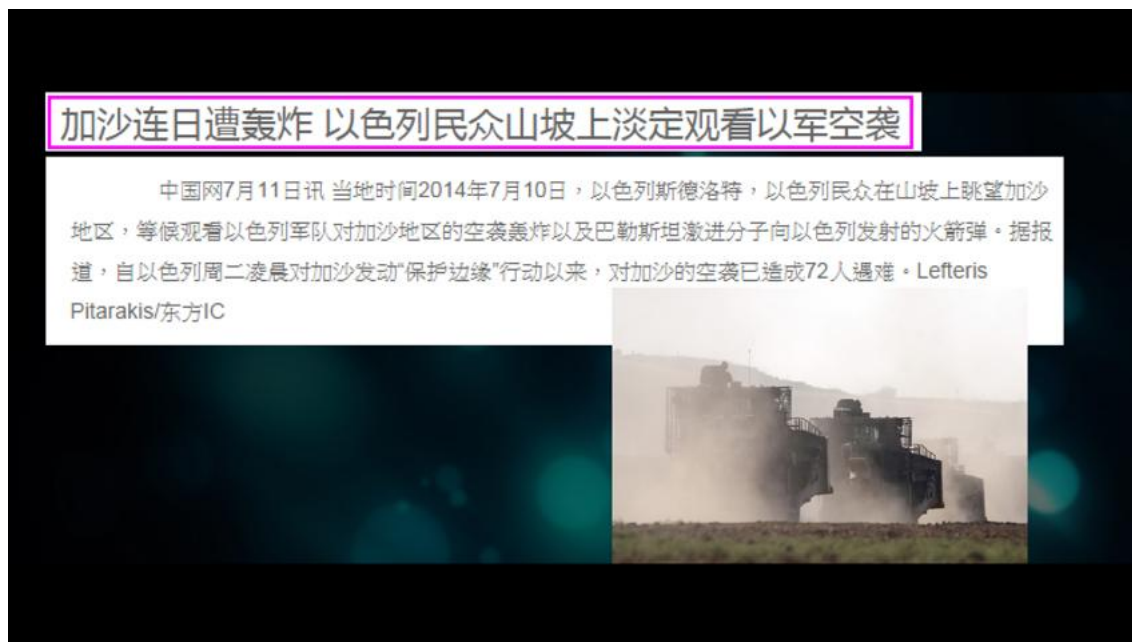 加沙连日遭轰炸 以色列民众山坡上淡定观看以军空袭
中国网7月11日讯 当地时间2014年7月10日，以色列斯德洛特，以色列民众在山坡上眺望加沙
地区，等候观看以色列军队对加沙地区的空袭轰炸以及巴勒斯坦激进分子向以色列发射的火箭弹。据报
道，自以色列周二凌晨对加沙发动“保护边缘”行动以来，对加沙的空袭已造成72人遇难。Lefteris
Pitarakis/东方IC